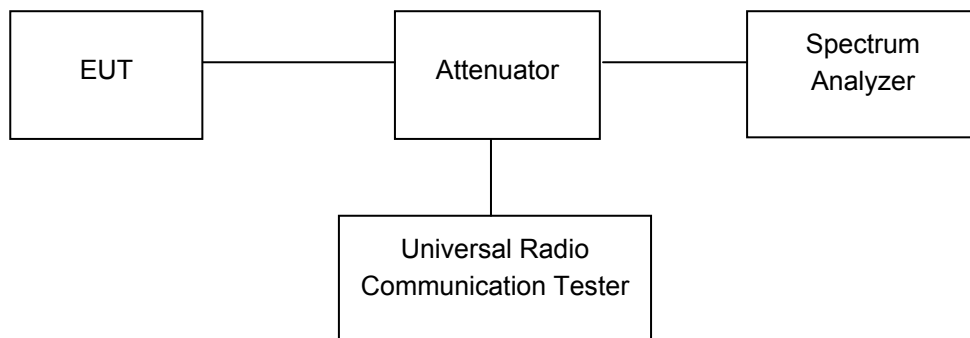 EUT
Attenuator
Spectrum
Analyzer
Universal Radio
Communication Tester